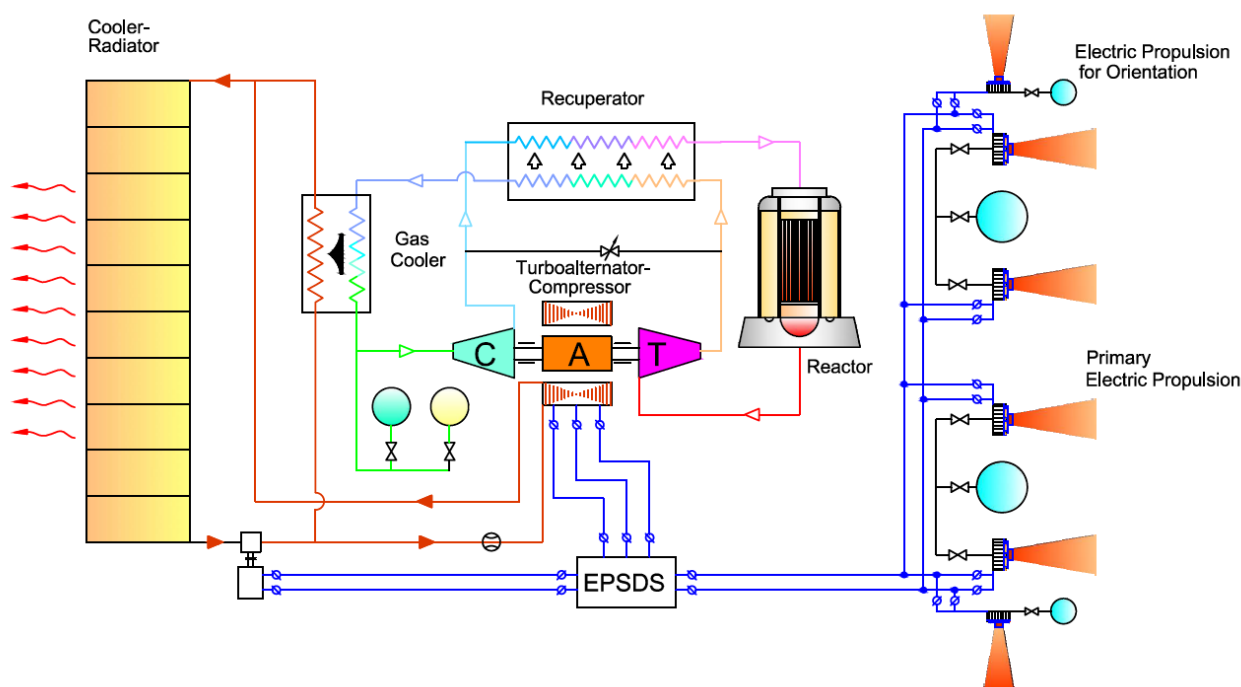 Cooler-
Radiator
Electric Propulsion
for Orientation
Recuperator
Gas
Cooler
Turboalternator-
Compressor
C
A
T
Reactor
Primary
Electric Propulsion
EPSDS